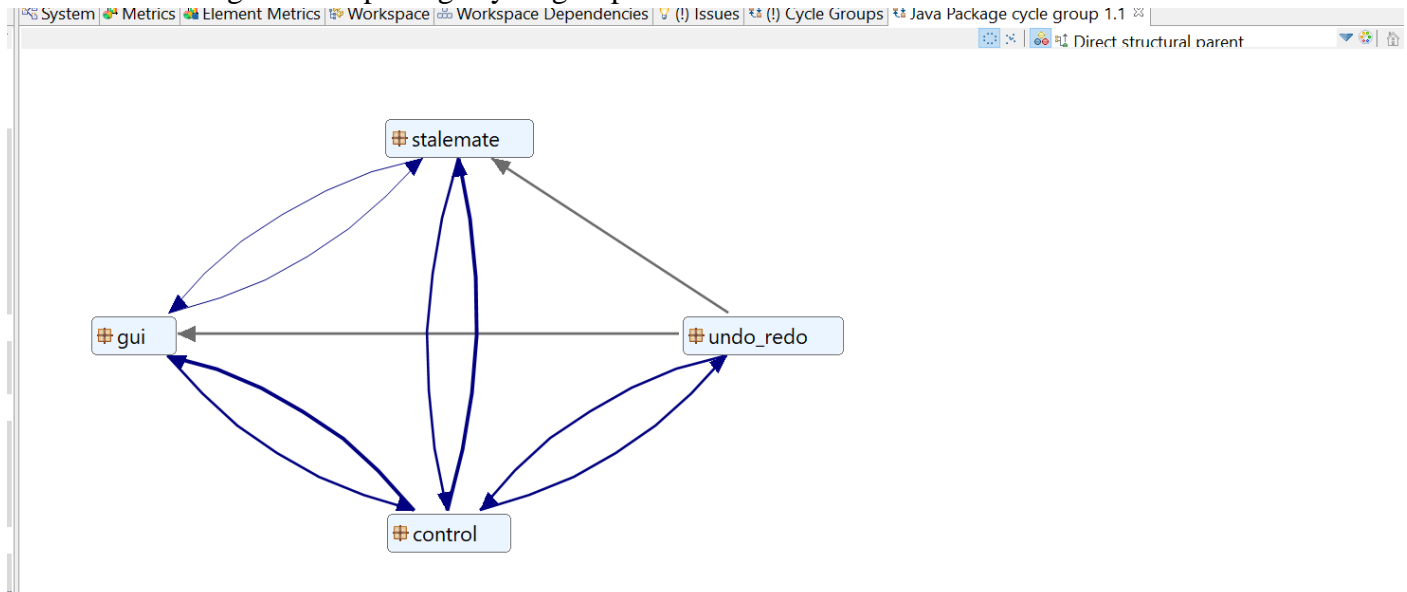 System Metrics Element Metrics Workspace Workspace Dependencies (!) Issues (!) Cycle Groups Java Package cycle group 1.1
Direct structural parent
stalemate
gui
undo_redo
control